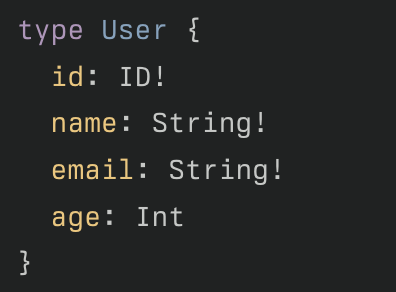 type User {
  id: ID!
  name: String!
  email: String!
  age: Int
}